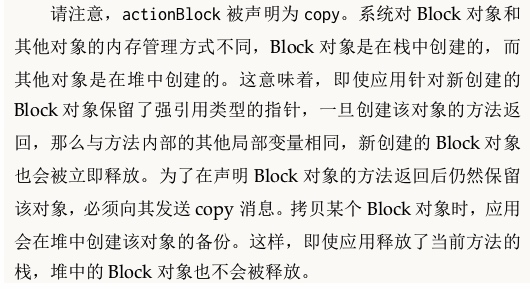 请注意，actionBlock 被声明为 copy。系统对 Block 对象和
其他对象的内存管理方式不同，Block 对象是在栈中创建的，而
其他对象是在堆中创建的。这意味着，即使应用针对新创建的
Block 对象保留了强引用类型的指针，一旦创建该对象的方法返
回，那么与方法内部的其他局部变量相同，新创建的 Block 对象
也会被立即释放。为了在声明 Block 对象的方法返回后仍然保留
该对象，必须向其发送 copy 消息。拷贝某个 Block 对象时，应用
会在堆中创建该对象的备份。这样，即使应用释放了当前方法的
栈，堆中的 Block 对象也不会被释放。